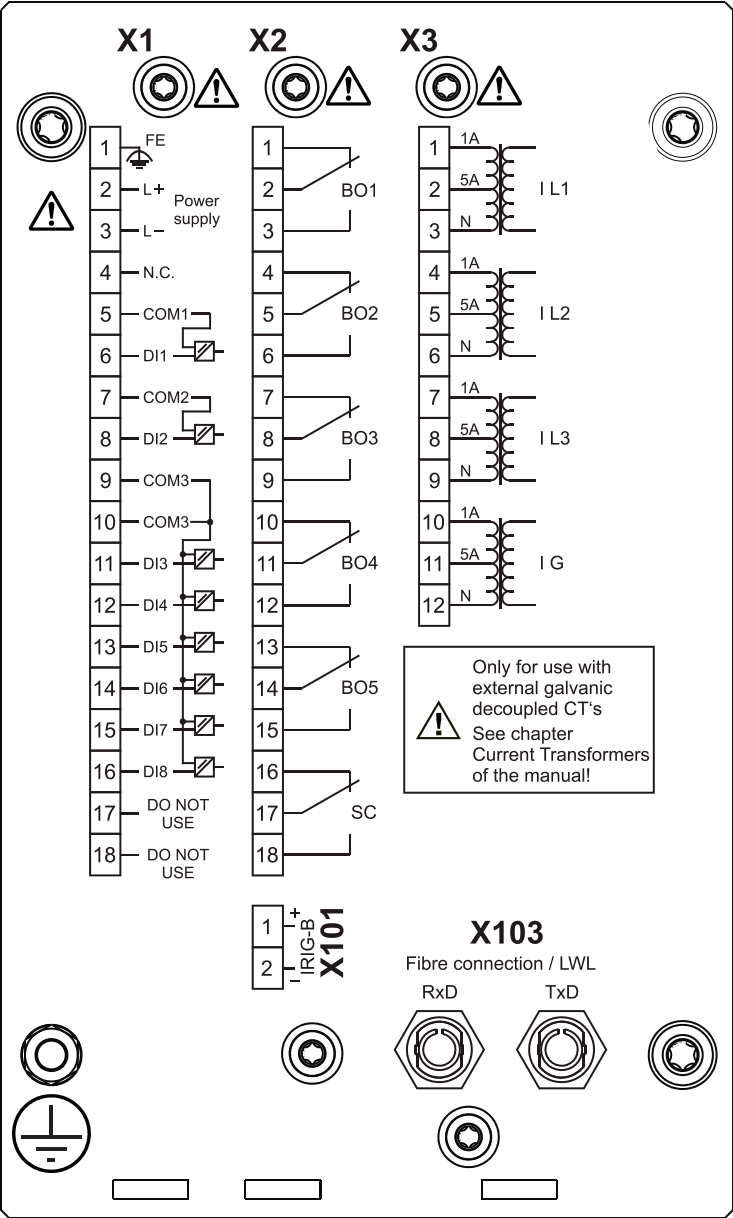 X1
1 FE
2 L+ Power
supply
3 L−
4 N.C.
5 COM1
6 DI1
7 COM2
8 DI2
9 COM3
10 COM3
11 DI3
12 DI4
13 DI5
14 DI6
15 DI7
16 DI8
17 DO NOT
USE
18 DO NOT
USE
X2
1
2 BO1
3
4
5 BO2
6
7
8 BO3
9
10
11 BO4
12
13
14 BO5
15
16
17 SC
18
X3
1 1A
2 5A I L1
3 N
4 1A
5 5A I L2
6 N
7 1A
8 5A I L3
9 N
10 1A
11 5A I G
12 N
Only for use with
external galvanic
decoupled CT‘s
See chapter
Current Transformers
of the manual!
1 +
2 −
IRIG-B
X101
X103
Fibre connection / LWL
RxD TxD